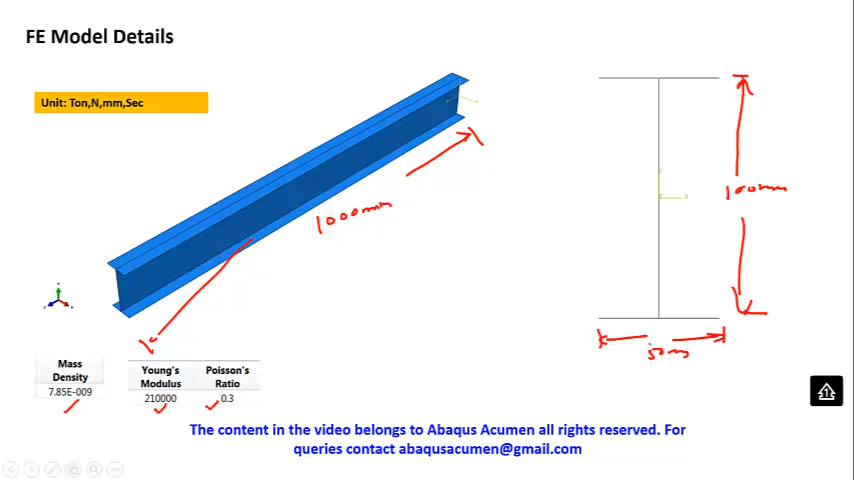 FE Model Details
Unit: Ton,N,mm,Sec
1000mm
100mm
50mm
Mass
Density
7.85E-009
Young's
Modulus
210000
Poisson's
Ratio
0.3
The content in the video belongs to Abaqus Acumen all rights reserved. For
queries contact abaqusacumen@gmail.com